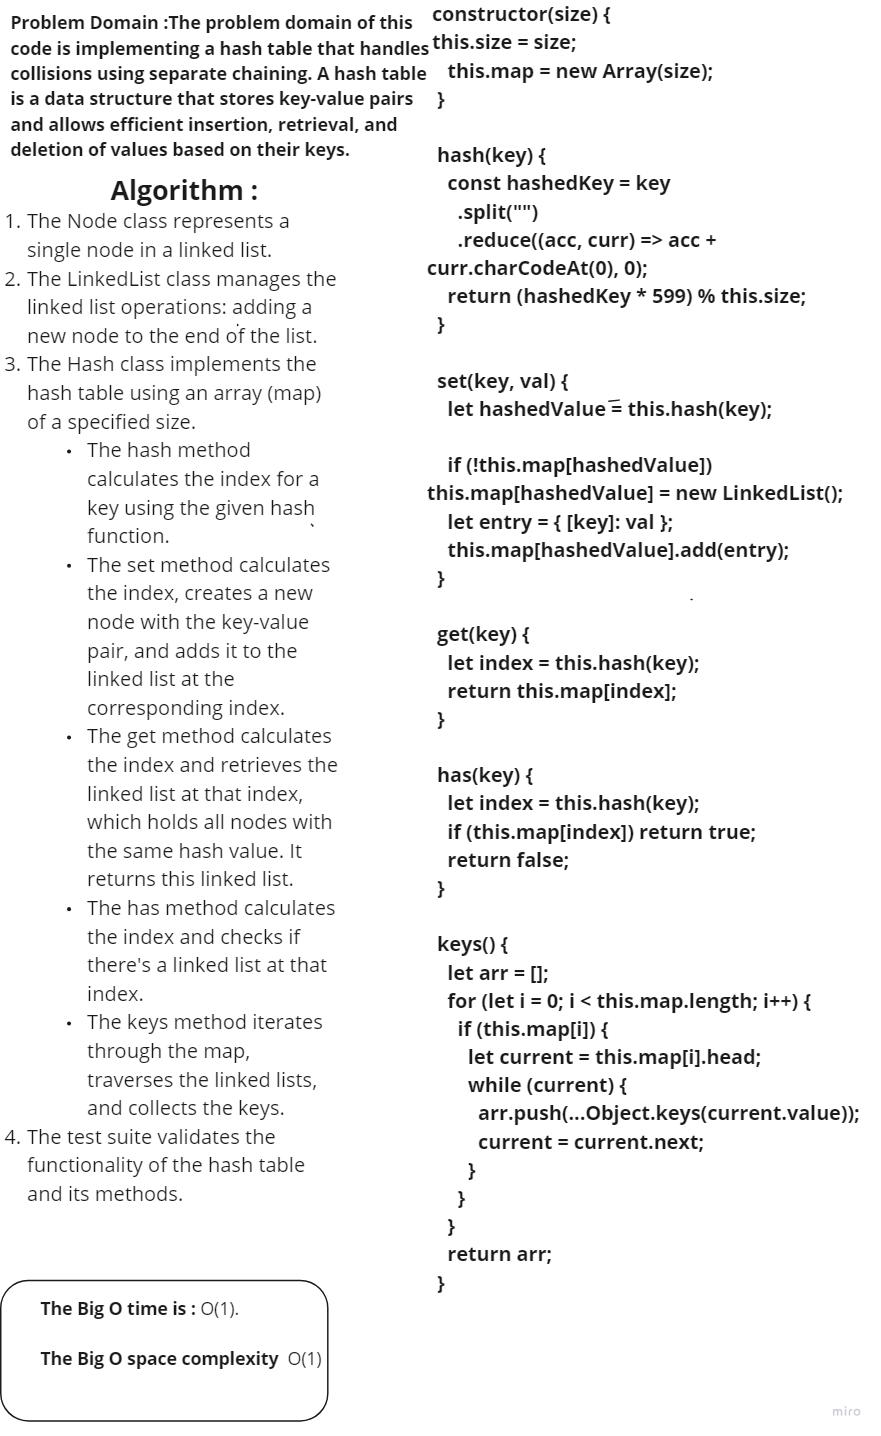 Problem Domain :The problem domain of this
code is implementing a hash table that handles
collisions using separate chaining. A hash table
is a data structure that stores key-value pairs
and allows efficient insertion, retrieval, and
deletion of values based on their keys.
Algorithm :
1. The Node class represents a
single node in a linked list.
2. The LinkedList class manages the
linked list operations: adding a
new node to the end of the list.
3. The Hash class implements the
hash table using an array (map)
of a specified size.
• The hash method
calculates the index for a
key using the given hash
function.
• The set method calculates
the index, creates a new
node with the key-value
pair, and adds it to the
linked list at the
corresponding index.
• The get method calculates
the index and retrieves the
linked list at that index,
which holds all nodes with
the same hash value. It
returns this linked list.
• The has method calculates
the index and checks if
there's a linked list at that
index.
• The keys method iterates
through the map,
traverses the linked lists,
and collects the keys.
4. The test suite validates the
functionality of the hash table
and its methods.
The Big O time is : O(1).
The Big O space complexity O(1)
constructor(size) {
this.size = size;
this.map = new Array(size);
}
hash(key) {
const hashedKey = key
.split("")
.reduce((acc, curr) => acc +
curr.charCodeAt(0), 0);
return (hashedKey * 599) % this.size;
}
set(key, val) {
let hashedValue = this.hash(key);
if (!this.map[hashedValue])
this.map[hashedValue] = new LinkedList();
let entry = { [key]: val };
this.map[hashedValue].add(entry);
}
get(key) {
let index = this.hash(key);
return this.map[index];
}
has(key) {
let index = this.hash(key);
if (this.map[index]) return true;
return false;
}
keys() {
let arr = [];
for (let i = 0; i < this.map.length; i++) {
if (this.map[i]) {
let current = this.map[i].head;
while (current) {
arr.push(...Object.keys(current.value));
current = current.next;
}
}
}
return arr;
}
miro